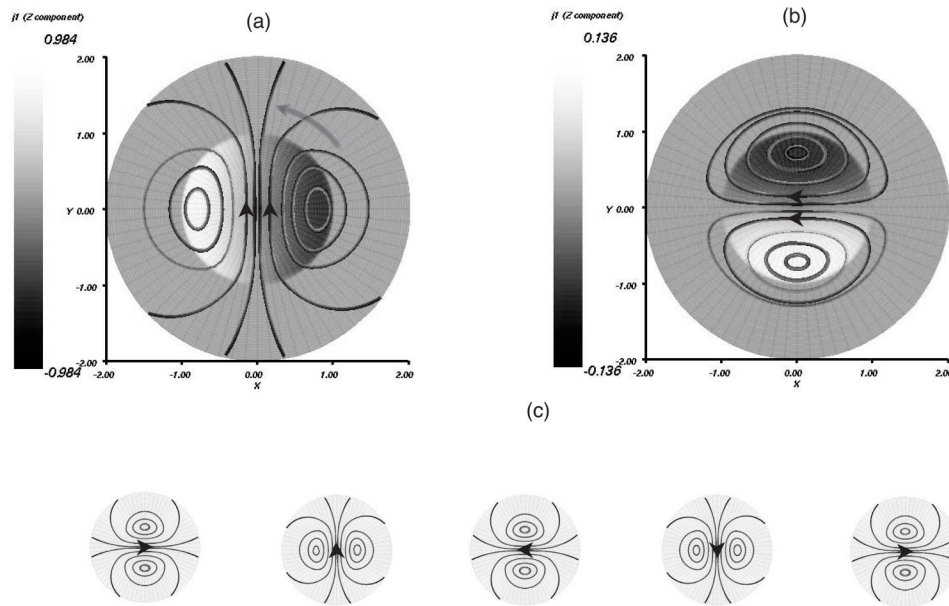 (a)
j1 (Z component)
0.984
-0.984
2.00
1.00
Y 0.00
-1.00
-2.00
-2.00 -1.00 0.00 1.00 2.00
X
(b)
j1 (Z component)
0.136
-0.136
2.00
1.00
Y 0.00
-1.00
-2.00
-2.00 -1.00 0.00 1.00 2.00
X
(c)